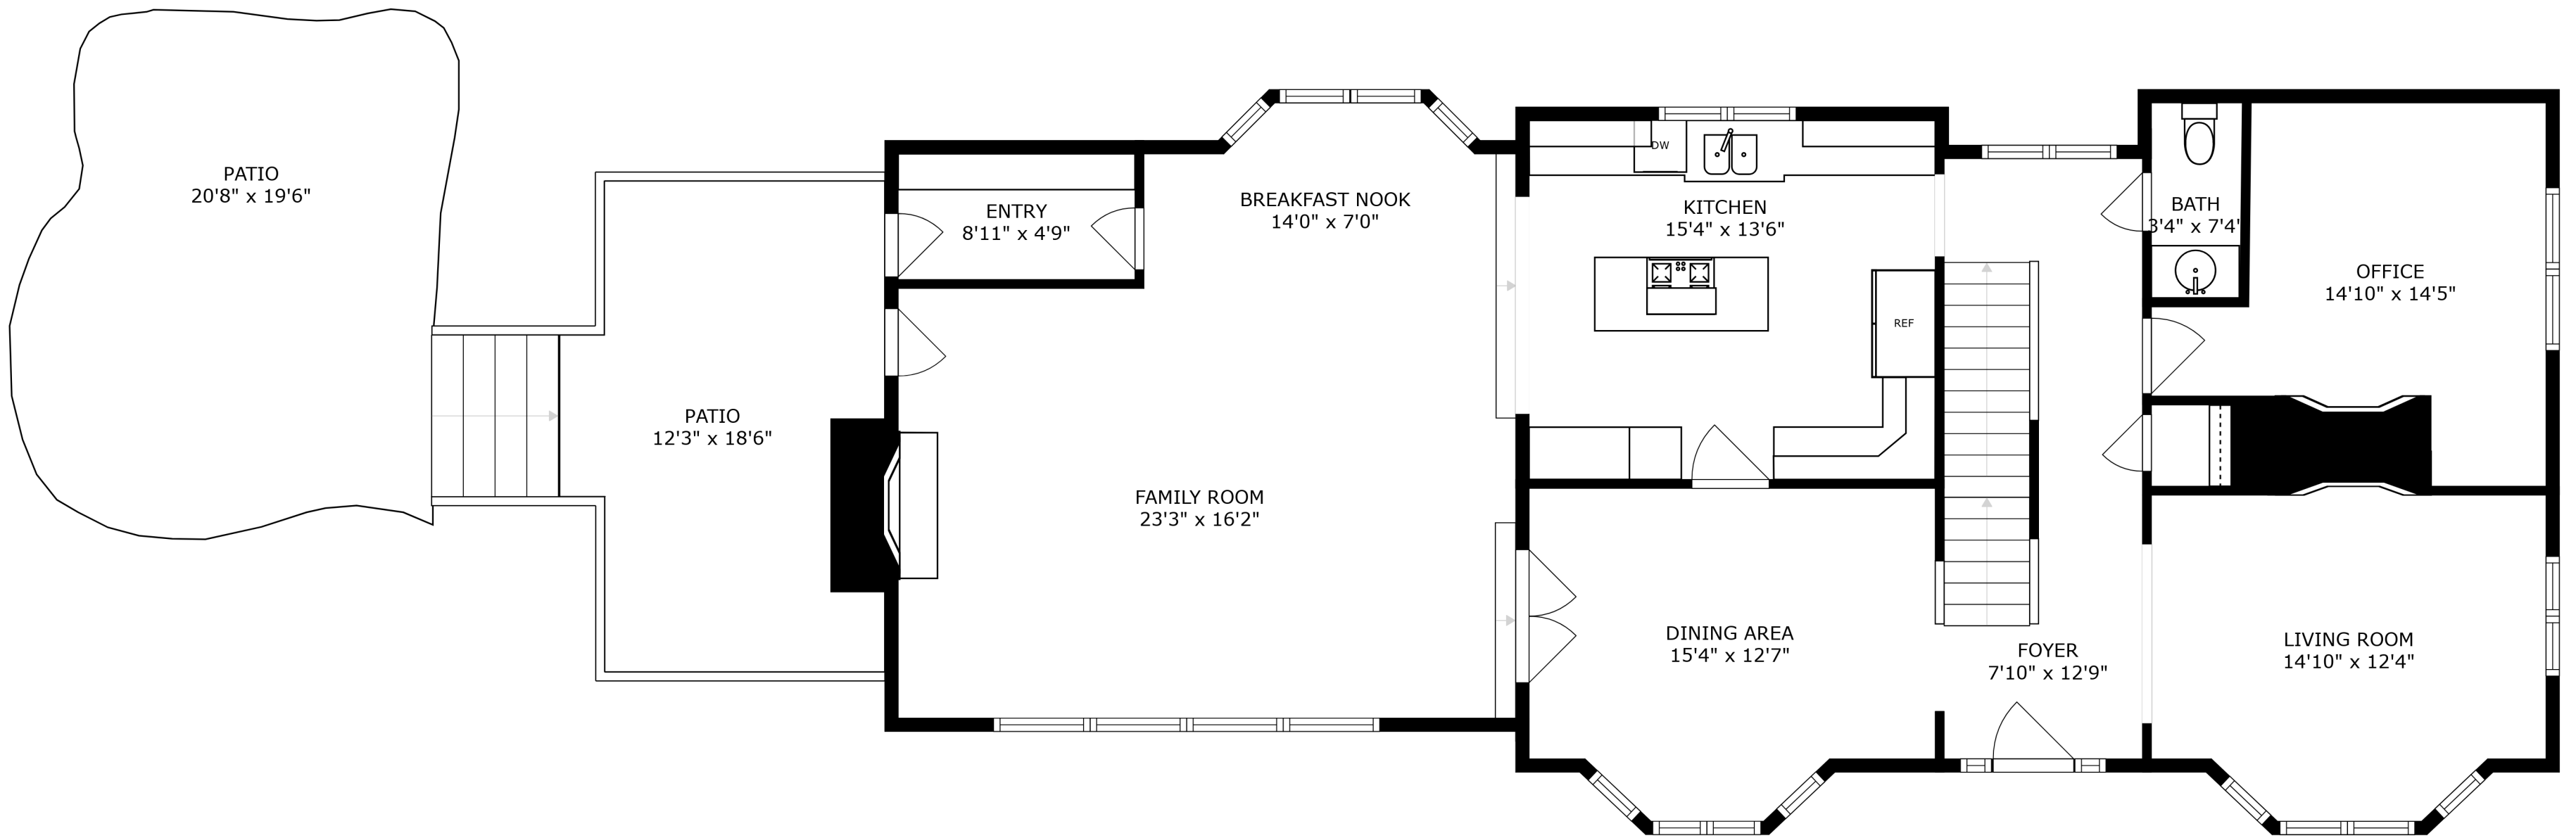 PATIO
20'8" x 19'6"
ENTRY
8'11" x 4'9"
BREAKFAST NOOK
14'0" x 7'0"
DW
KITCHEN
15'4" x 13'6"
BATH
3'4" x 7'4"
OFFICE
14'10" x 14'5"
REF
PATIO
12'3" x 18'6"
FAMILY ROOM
23'3" x 16'2"
DINING AREA
15'4" x 12'7"
FOYER
7'10" x 12'9"
LIVING ROOM
14'10" x 12'4"